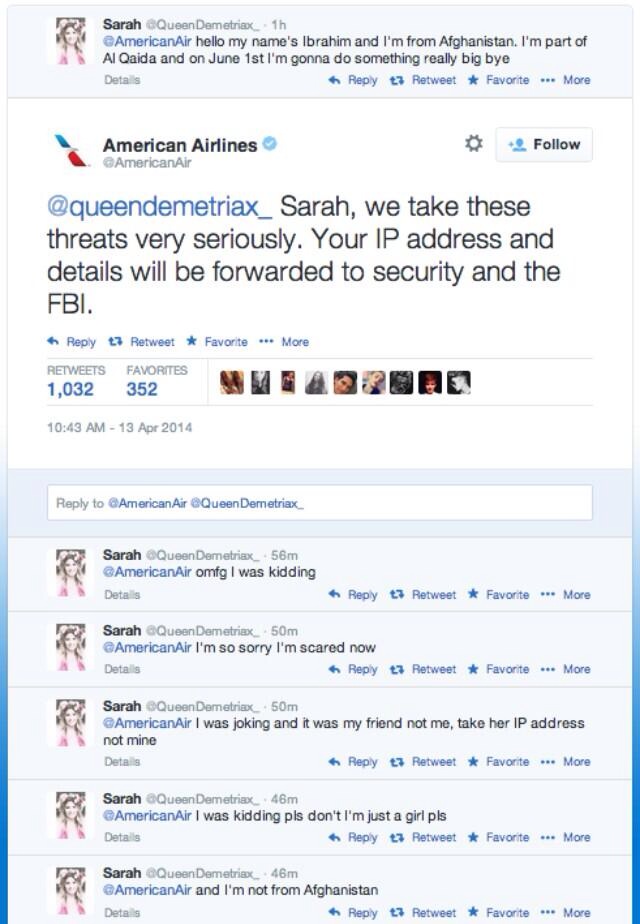 Sarah @QueenDemetriax_ · 1h
@AmericanAir hello my name's Ibrahim and I'm from Afghanistan. I'm part of
Al Qaida and on June 1st I'm gonna do something really big bye
Details Reply Retweet Favorite More
American Airlines
@AmericanAir
Follow
@queendemetriax_ Sarah, we take these
threats very seriously. Your IP address and
details will be forwarded to security and the
FBI.
Reply Retweet Favorite More
RETWEETS FAVORITES
1,032 352
10:43 AM - 13 Apr 2014
Reply to @AmericanAir @QueenDemetriax_
Sarah @QueenDemetriax_ · 56m
@AmericanAir omfg I was kidding
Details Reply Retweet Favorite More
Sarah @QueenDemetriax_ · 50m
@AmericanAir I'm so sorry I'm scared now
Details Reply Retweet Favorite More
Sarah @QueenDemetriax_ · 50m
@AmericanAir I was joking and it was my friend not me, take her IP address
not mine
Details Reply Retweet Favorite More
Sarah @QueenDemetriax_ · 46m
@AmericanAir I was kidding pls don't I'm just a girl pls
Details Reply Retweet Favorite More
Sarah @QueenDemetriax_ · 46m
@AmericanAir and I'm not from Afghanistan
Details Reply Retweet Favorite More